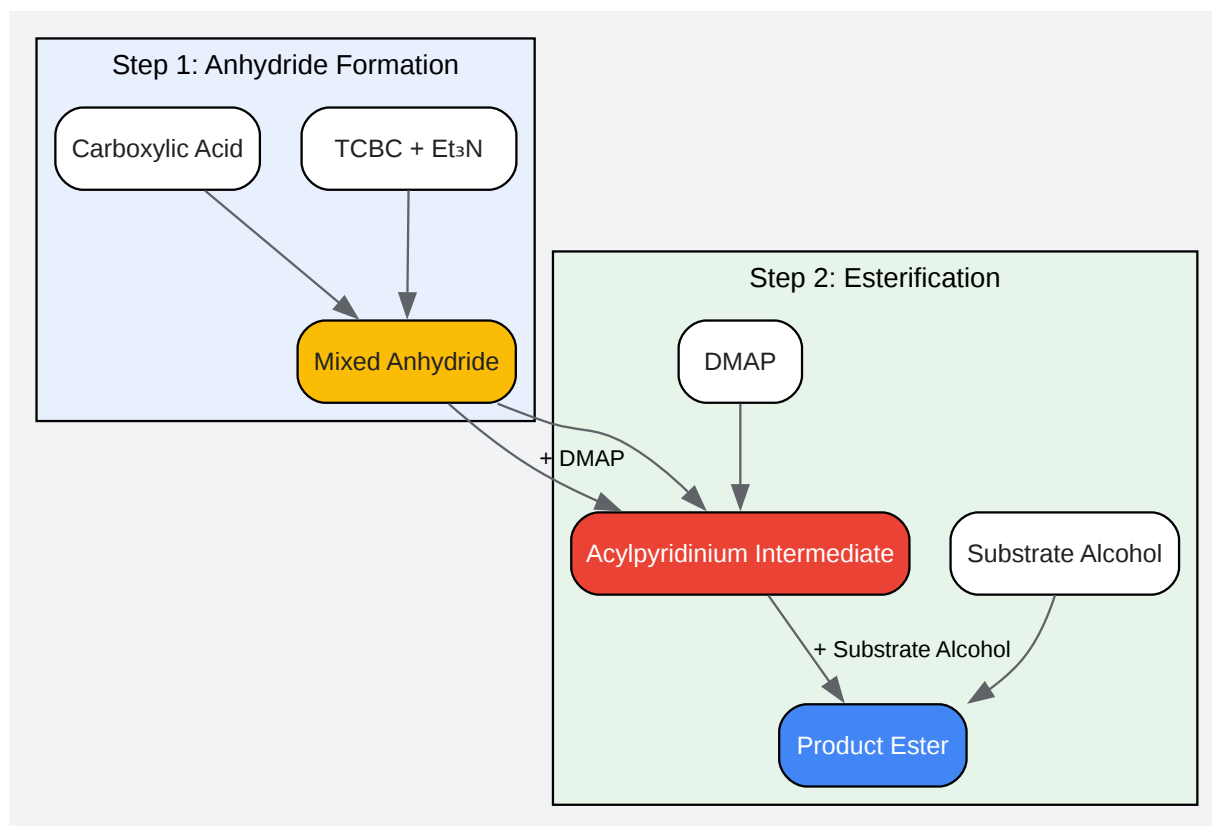 Step 1: Anhydride Formation
Carboxylic Acid
TCBC + Et₃N
Mixed Anhydride
Step 2: Esterification
DMAP
+ DMAP
Acylpyridinium Intermediate
Substrate Alcohol
+ Substrate Alcohol
Product Ester